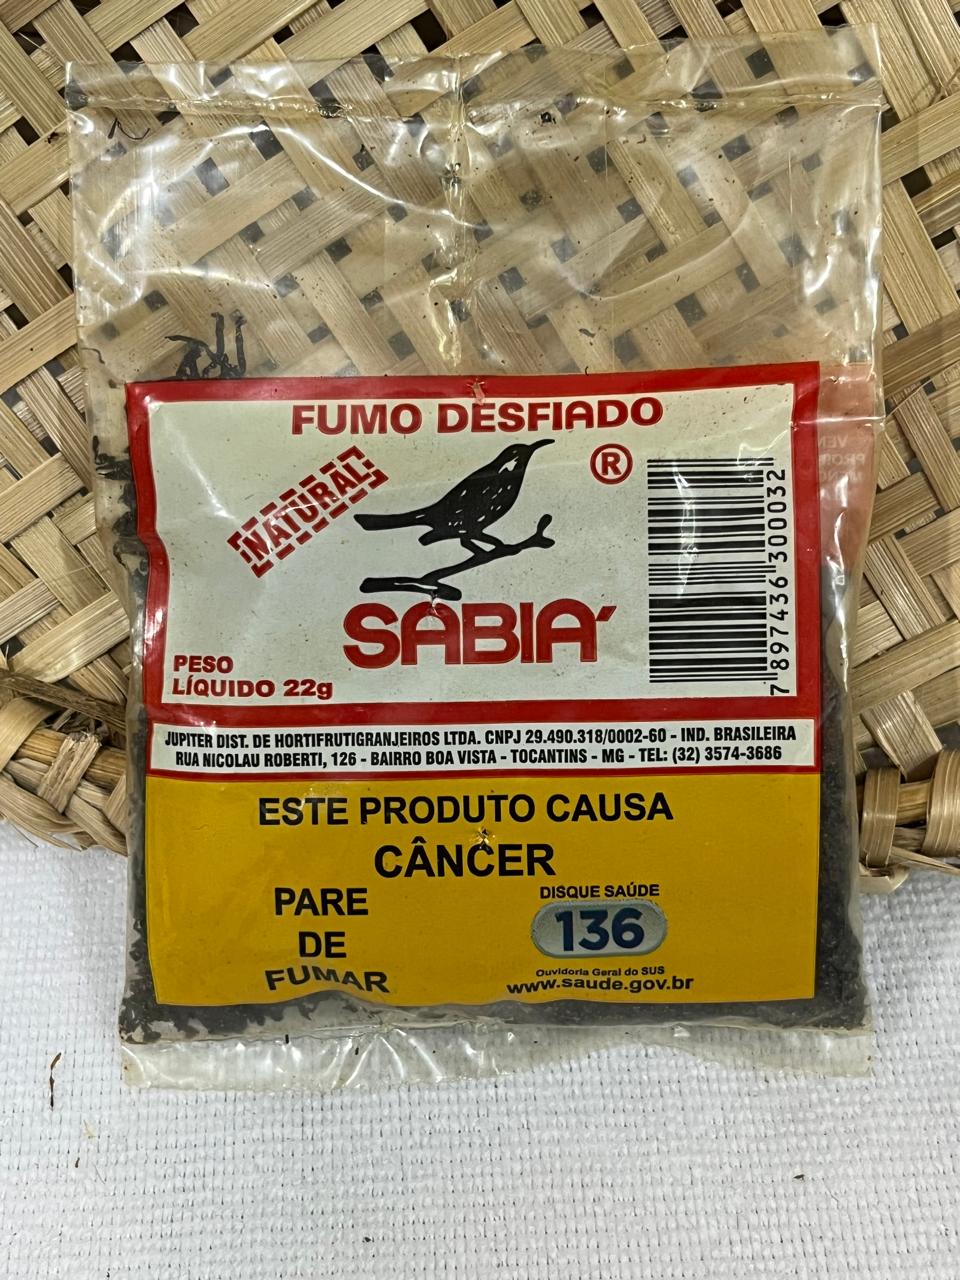 FUMO DESFIADO
®
NATURAL
SABIA´
PESO
LÍQUIDO 22g
7 897436 300032
JUPITER DIST. DE HORTIFRUTIGRANJEIROS LTDA. CNPJ 29.490.318/0002-60 - IND. BRASILEIRA
RUA NICOLAU ROBERTI, 126 - BAIRRO BOA VISTA - TOCANTINS - MG - TEL: (32) 3574-3686
ESTE PRODUTO CAUSA
CÂNCER
PARE
DE
FUMAR
DISQUE SAÚDE
136
Ouvidoria Geral do SUS
www.saude.gov.br